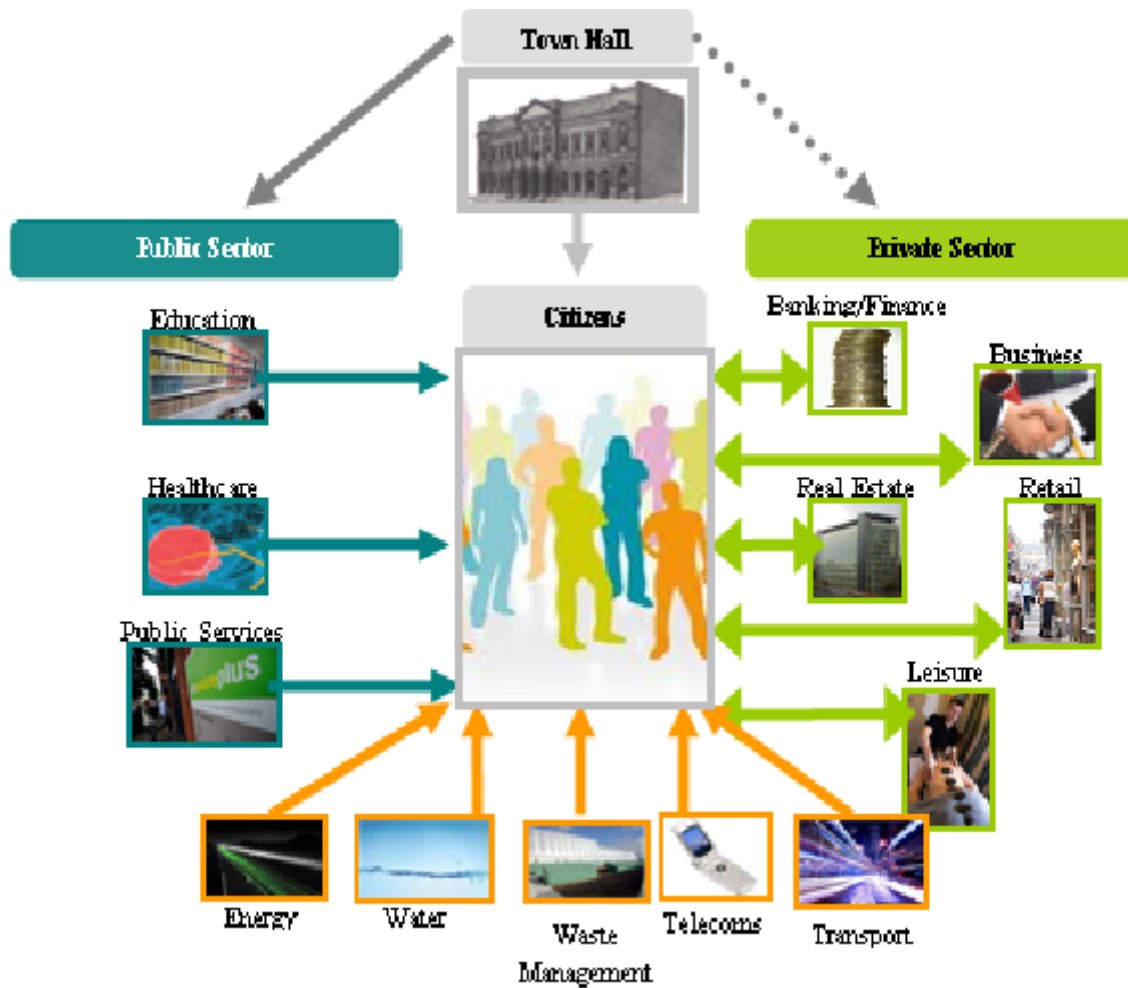 Town Hall
Public Sector
Private Sector
Education
Citizens
Banking/Finance
Business
Healthcare
Real Estate
Retail
Public Services
plus
Leisure
Energy
Water
Waste
Management
Telecoms
Transport